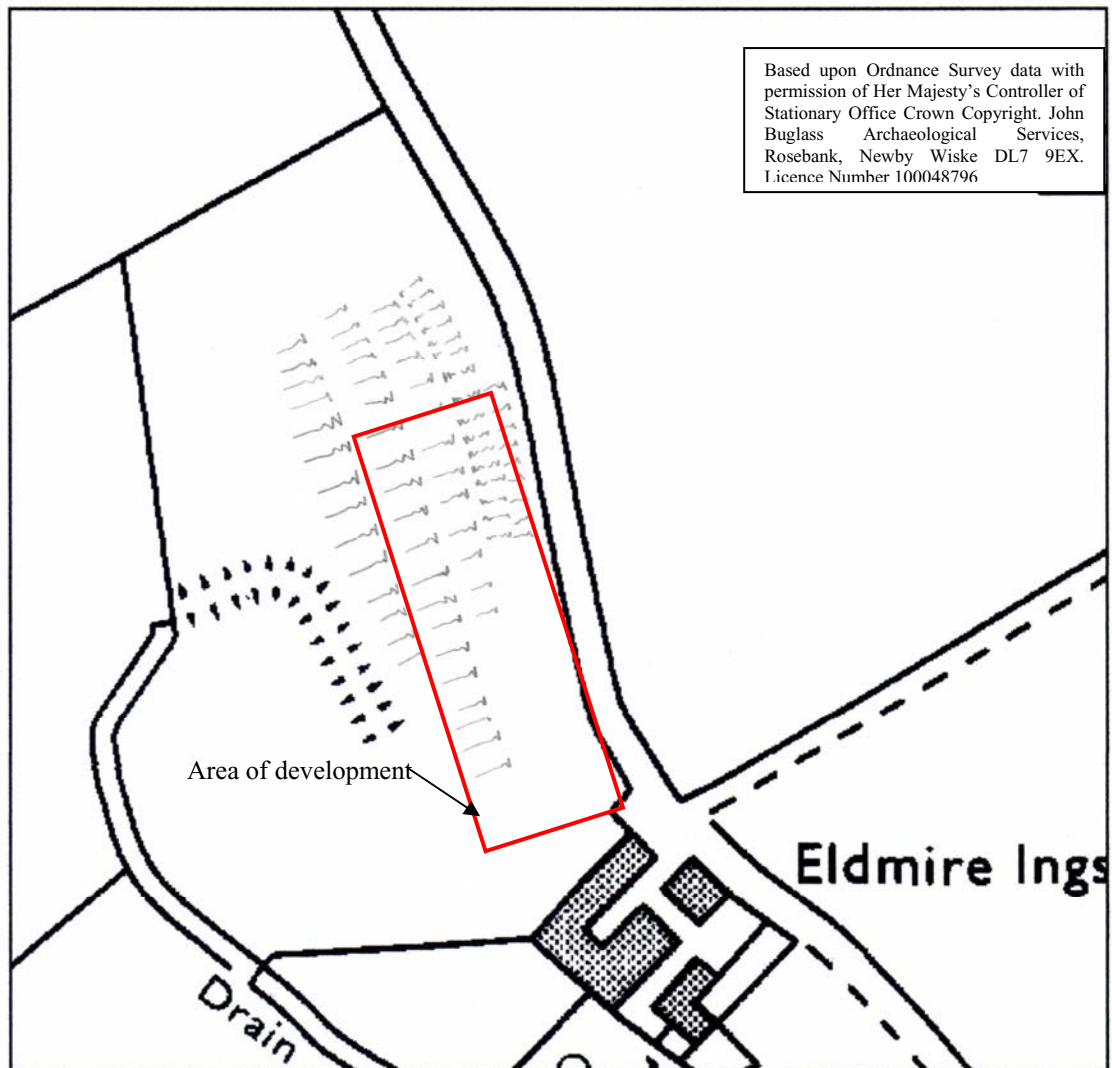 Based upon Ordnance Survey data with
permission of Her Majesty's Controller of
Stationary Office Crown Copyright. John
Buglass Archaeological Services,
Rosebank, Newby Wiske DL7 9EX.
Licence Number 100048796
Area of development
Eldmire Ings
Drain